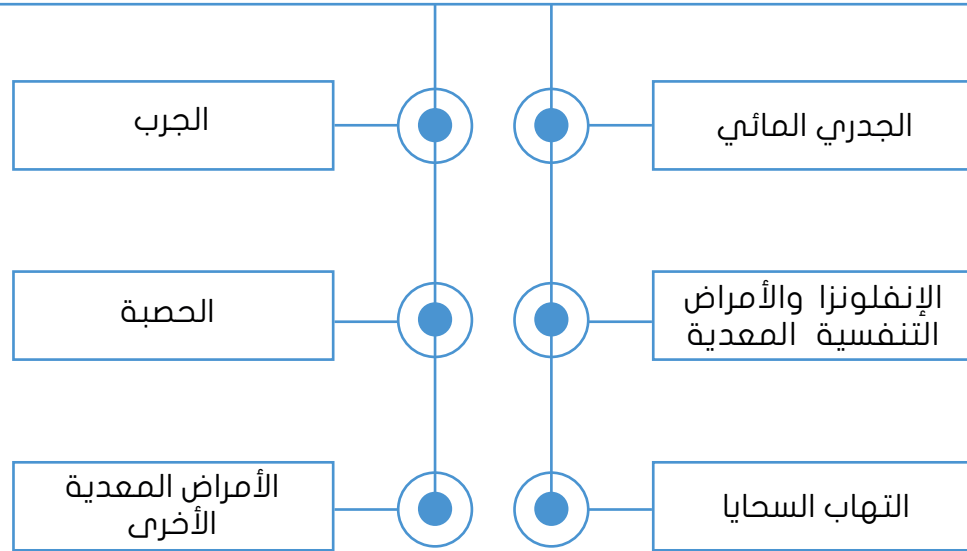 الجدري المائي
الجرب
الإنفلونزا والأمراض
التنفسية المعدية
الحصبة
التهاب السحايا
الأمراض المعدية
الأخرى